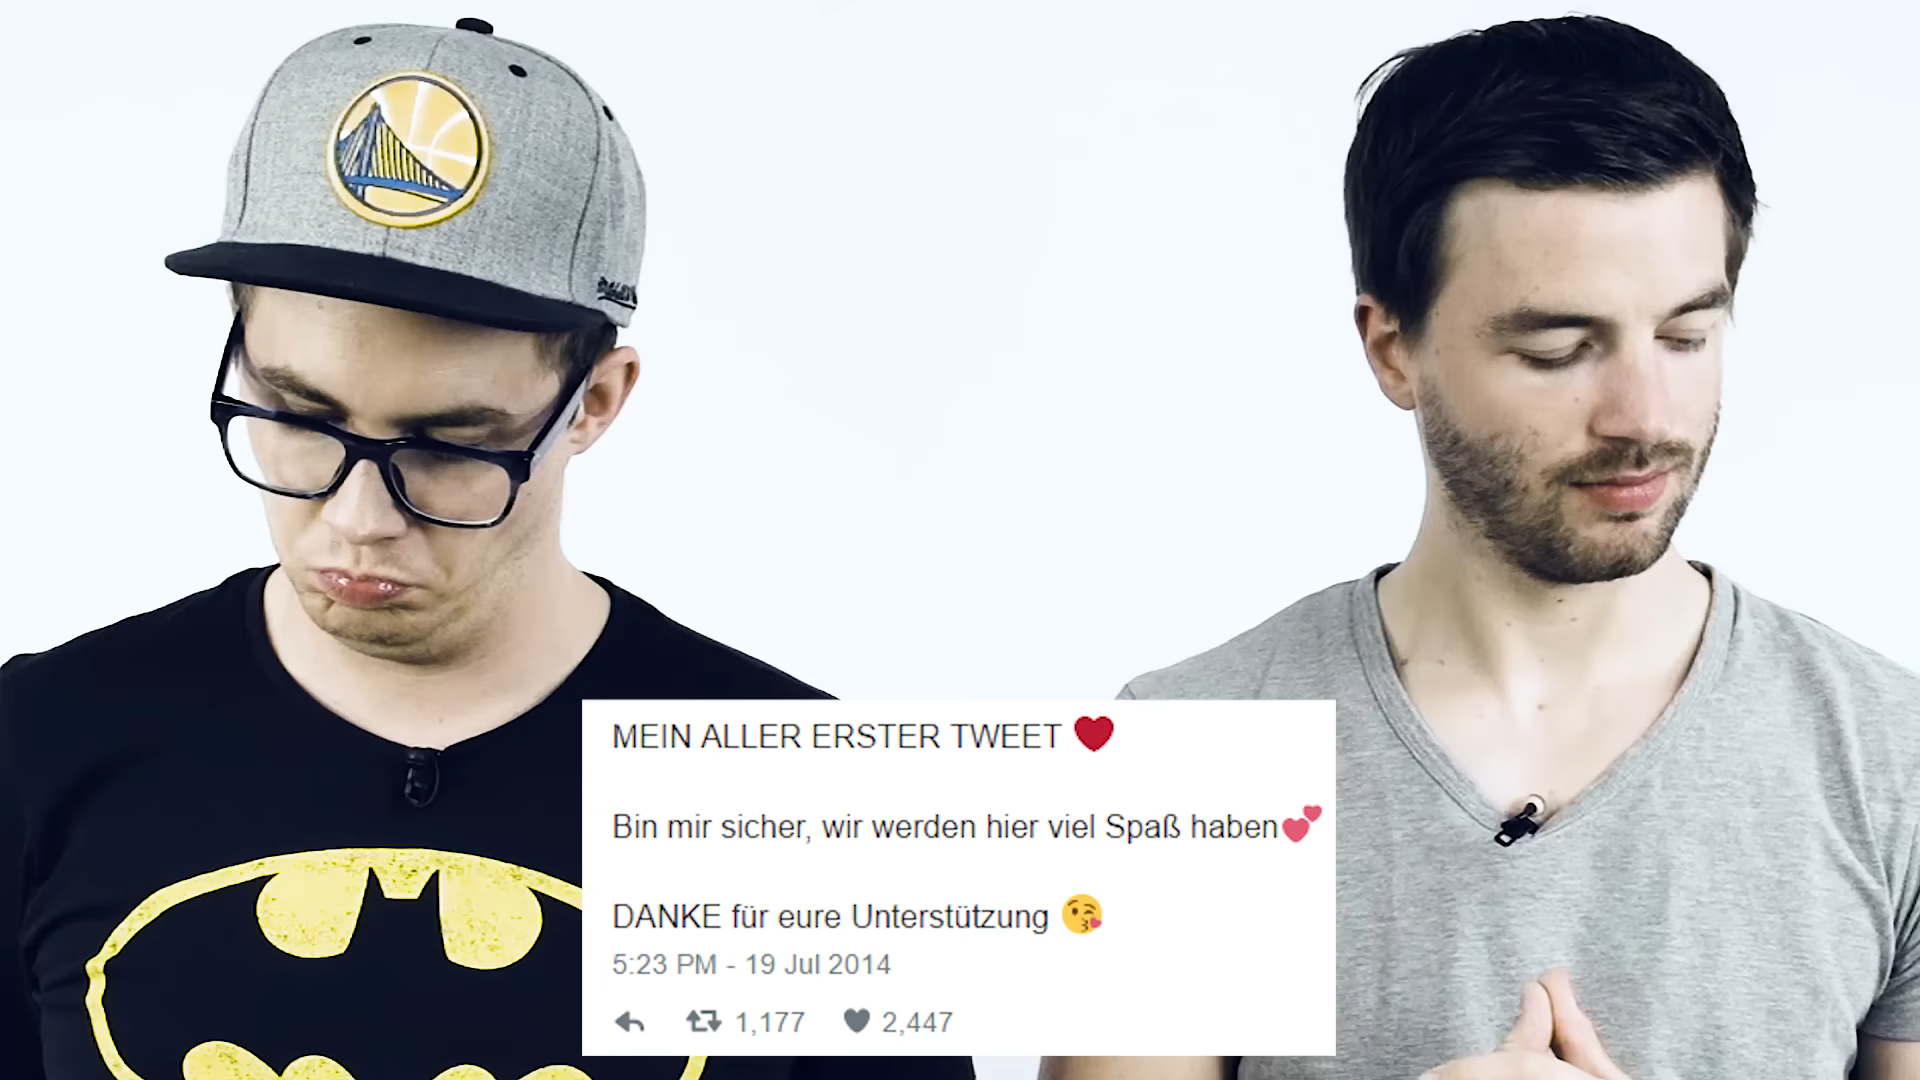 MEIN ALLER ERSTER TWEET ❤
Bin mir sicher, wir werden hier viel Spaß haben💕
DANKE für eure Unterstützung 😘
5:23 PM - 19 Jul 2014
1,177 2,447